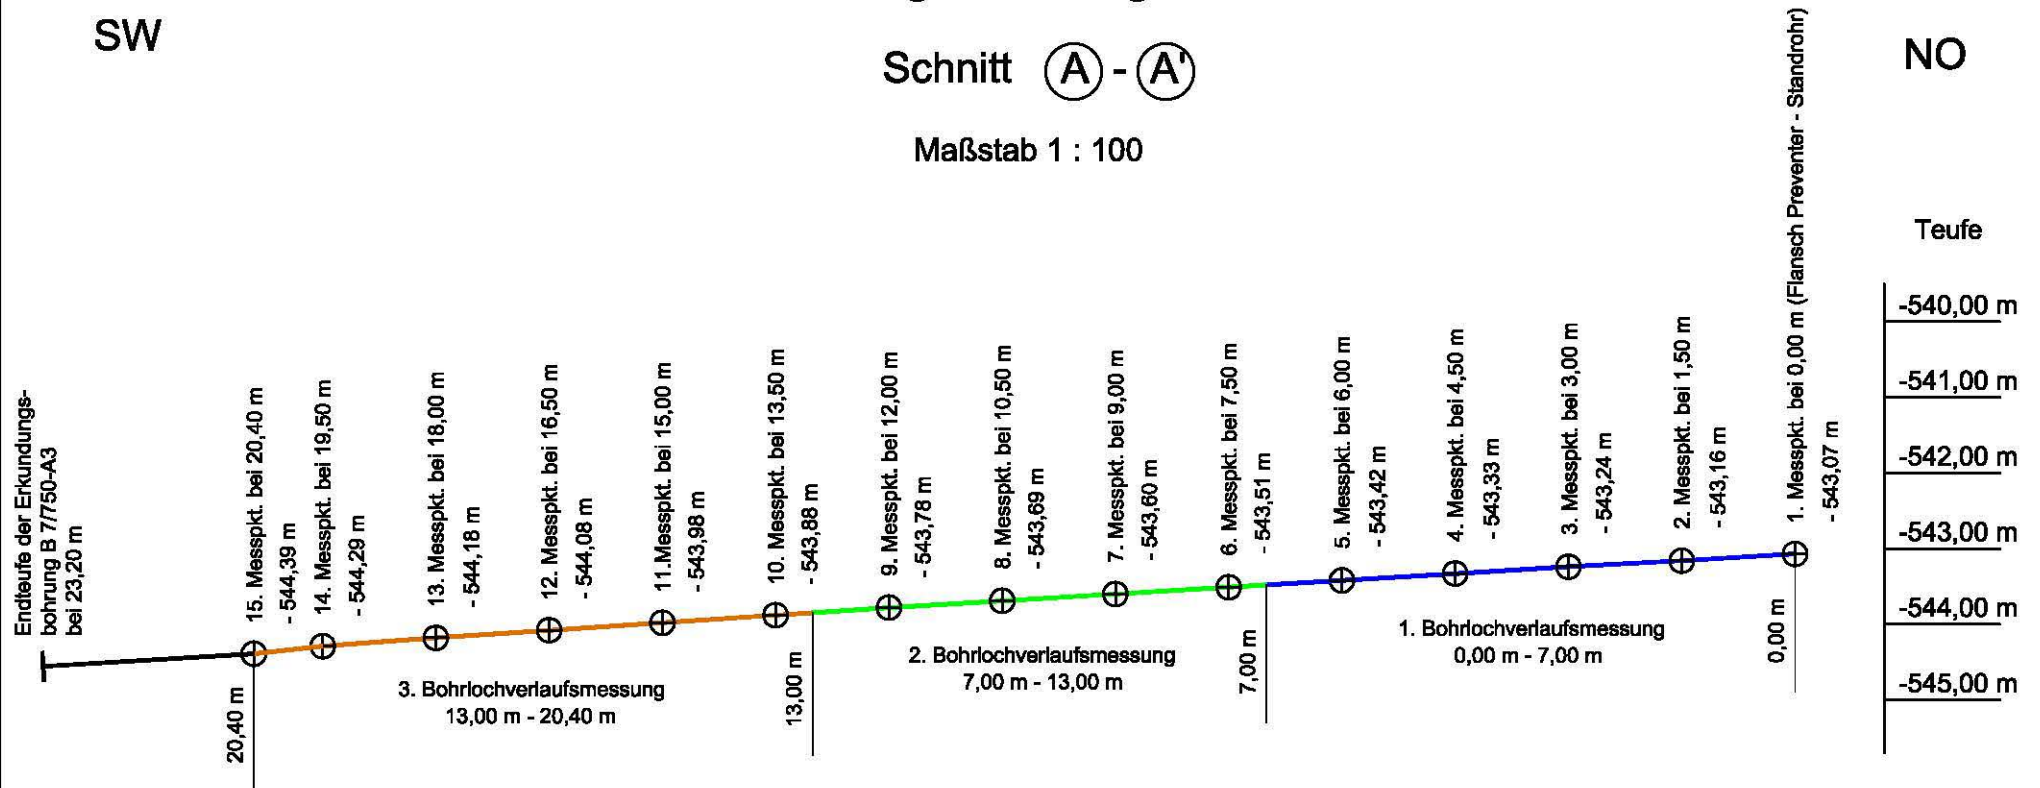 SW
Schnitt A - A'
NO
Maßstab 1 : 100
Teufe
-540,00 m
-541,00 m
-542,00 m
-543,00 m
-544,00 m
-545,00 m
Endteufe der Erkundungs-
bohrung B 7/750-A3
bei 23,20 m
15. Messpkt. bei 20,40 m
- 544,39 m
14. Messpkt. bei 19,50 m
- 544,29 m
13. Messpkt. bei 18,00 m
- 544,18 m
12. Messpkt. bei 16,50 m
- 544,08 m
11.Messpkt. bei 15,00 m
- 543,98 m
10. Messpkt. bei 13,50 m
- 543,88 m
9. Messpkt. bei 12,00 m
- 543,78 m
8. Messpkt. bei 10,50 m
- 543,69 m
7. Messpkt. bei 9,00 m
- 543,60 m
6. Messpkt. bei 7,50 m
- 543,51 m
5. Messpkt. bei 6,00 m
- 543,42 m
4. Messpkt. bei 4,50 m
- 543,33 m
3. Messpkt. bei 3,00 m
- 543,24 m
2. Messpkt. bei 1,50 m
- 543,16 m
1. Messpkt. bei 0,00 m (Flansch Preventer - Standrohr)
- 543,07 m
20,40 m
3. Bohrlochverlaufsmessung
13,00 m - 20,40 m
13,00 m
2. Bohrlochverlaufsmessung
7,00 m - 13,00 m
7,00 m
1. Bohrlochverlaufsmessung
0,00 m - 7,00 m
0,00 m